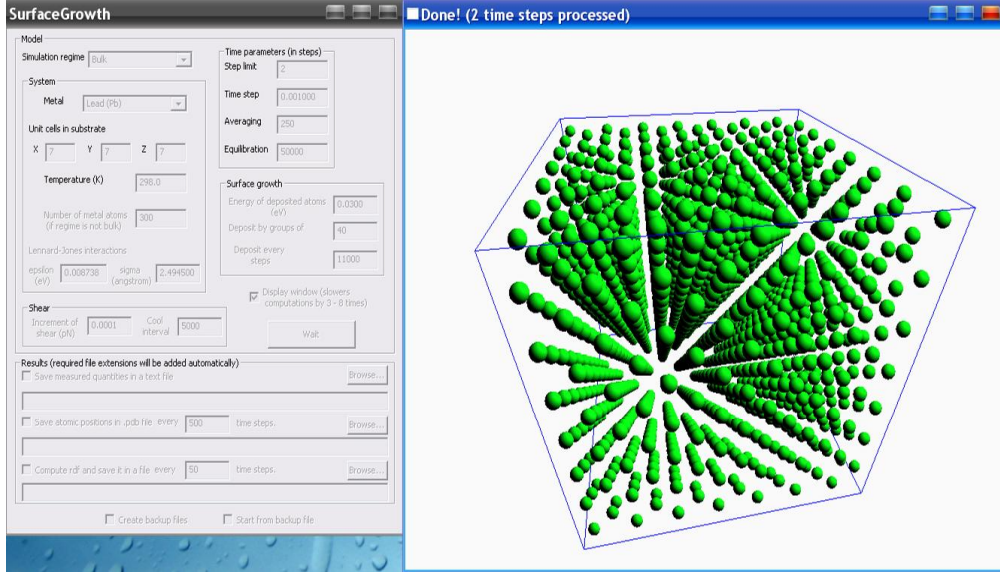 SurfaceGrowth
Model
Simulation regime Bulk
System
Metal Lead (Pb)
Unit cells in substrate
X 7 Y 7 Z 7
Temperature (K) 298.0
Number of metal atoms
(if regime is not bulk) 300
Lennard-Jones interactions
epsilon
(eV) 0.008738 sigma
(angstrom) 2.494500
Time parameters (in steps)
Step limit 2
Time step 0.001000
Averaging 250
Equilibration 50000
Surface growth
Energy of deposited atoms
(eV) 0.0300
Deposit by groups of 40
Deposit every
steps 11000
Display window (slowers
computations by 3 - 8 times)
Shear
Increment of
shear (pN) 0.0001 Cool
interval 5000
Wait
Results (required file extensions will be added automatically)
Save measured quantities in a text file Browse...
Save atomic positions in .pdb file every 500 time steps. Browse...
Compute rdf and save it in a file every 50 time steps. Browse...
Create backup files Start from backup file
Done! (2 time steps processed)